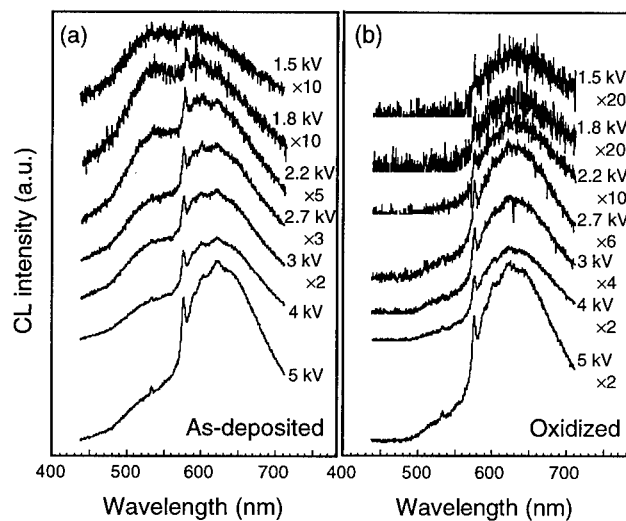 (a)
1.5 kV
×10
1.8 kV
×10
2.2 kV
×5
2.7 kV
×3
3 kV
×2
4 kV
5 kV
As-deposited
(b)
1.5 kV
×20
1.8 kV
×20
2.2 kV
×10
2.7 kV
×6
3 kV
×4
4 kV
×2
5 kV
×2
Oxidized
CL intensity (a.u.)
400 500 600 700
400 500 600 700
Wavelength (nm)
Wavelength (nm)